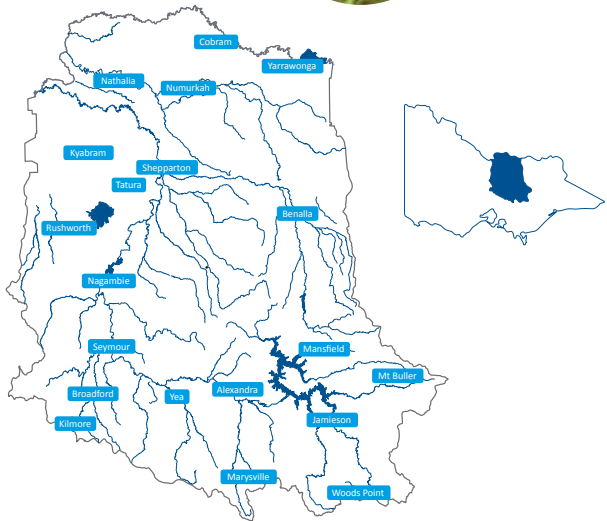 Cobram
Yarrawonga
Nathalia
Numurkah
Kyabram
Shepparton
Tatura
Benalla
Rushworth
Nagambie
Seymour
Mansfield
Mt Buller
Broadford
Yea
Alexandra
Jamieson
Kilmore
Marysville
Woods Point